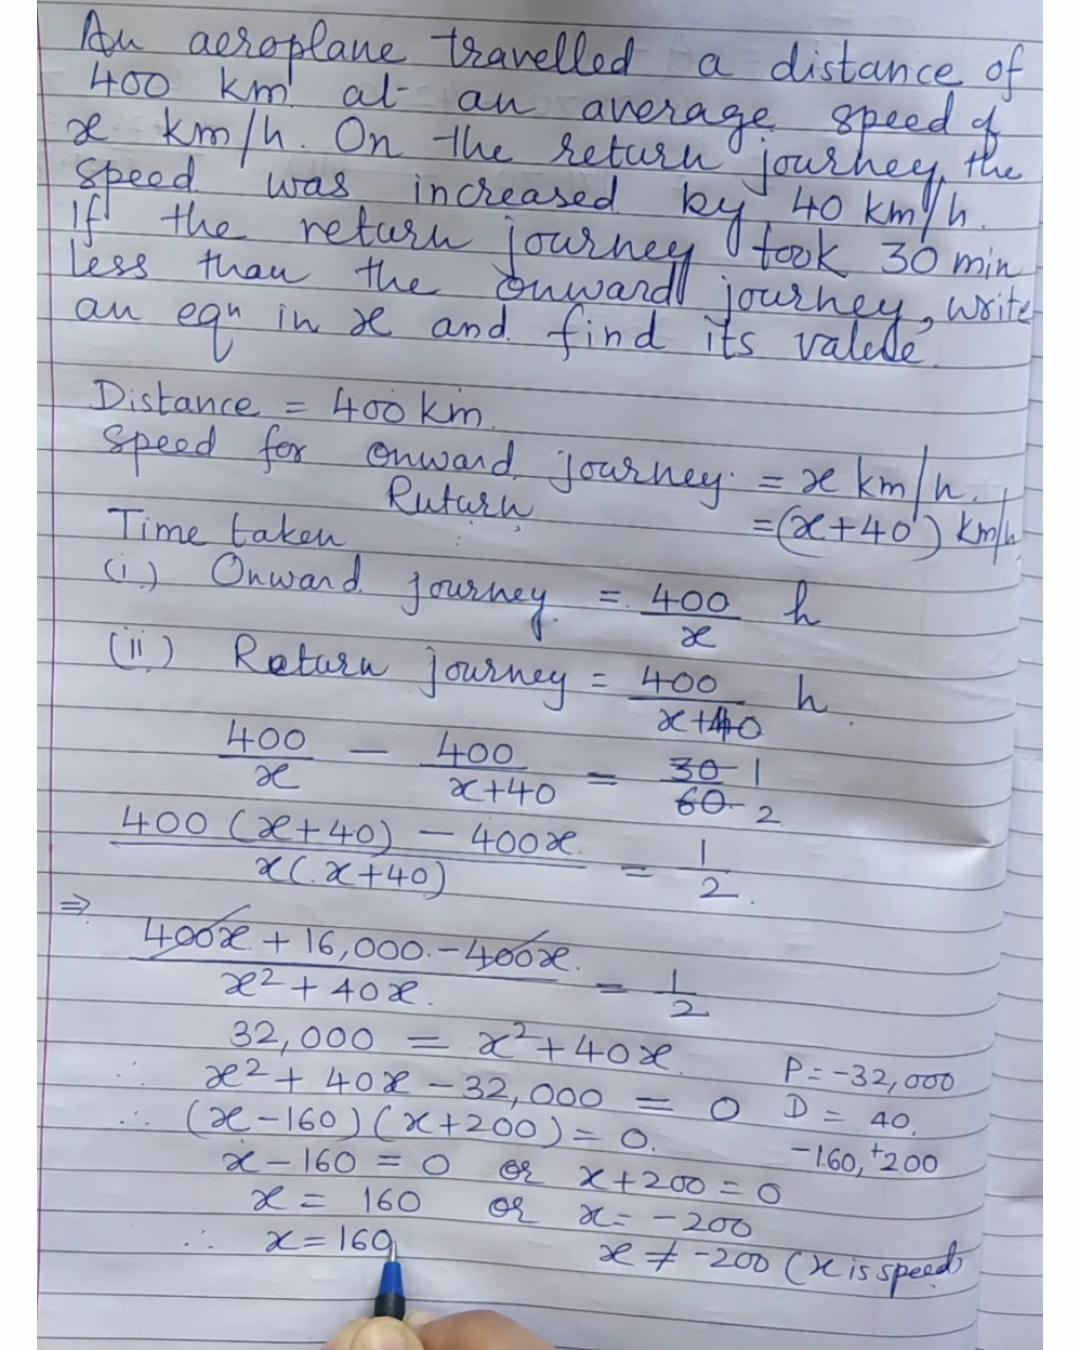 An aeroplane travelled a distance of
400 km at an average speed of
x km/h. On the return journey, the
speed was increased by 40 km/h.
If the return journey took 30 min
less than the onward journey, write
an eqn in x and find its value.
Distance = 400 km.
Speed for onward journey = x km/h.
Ruturn = (x+40) km/h
Time taken :
(i.) Onward journey = 400/x h
(ii) Return journey = 400/x+40 h.
400/x - 400/x+40 = 30/60 1/2
400(x+40) - 400x/x(x+40) = 1/2.
⇒
400x + 16,000 - 400x/x² + 40x = 1/2
32,000 = x² + 40x
∴ x² + 40x - 32,000 = 0 P = -32,000
∴ (x-160)(x+200) = 0. D = 40,
x-160 = 0 or x+200 = 0 -160, +200
x = 160 or x = -200
∴ x = 160 x ≠ -200 (x is speed)